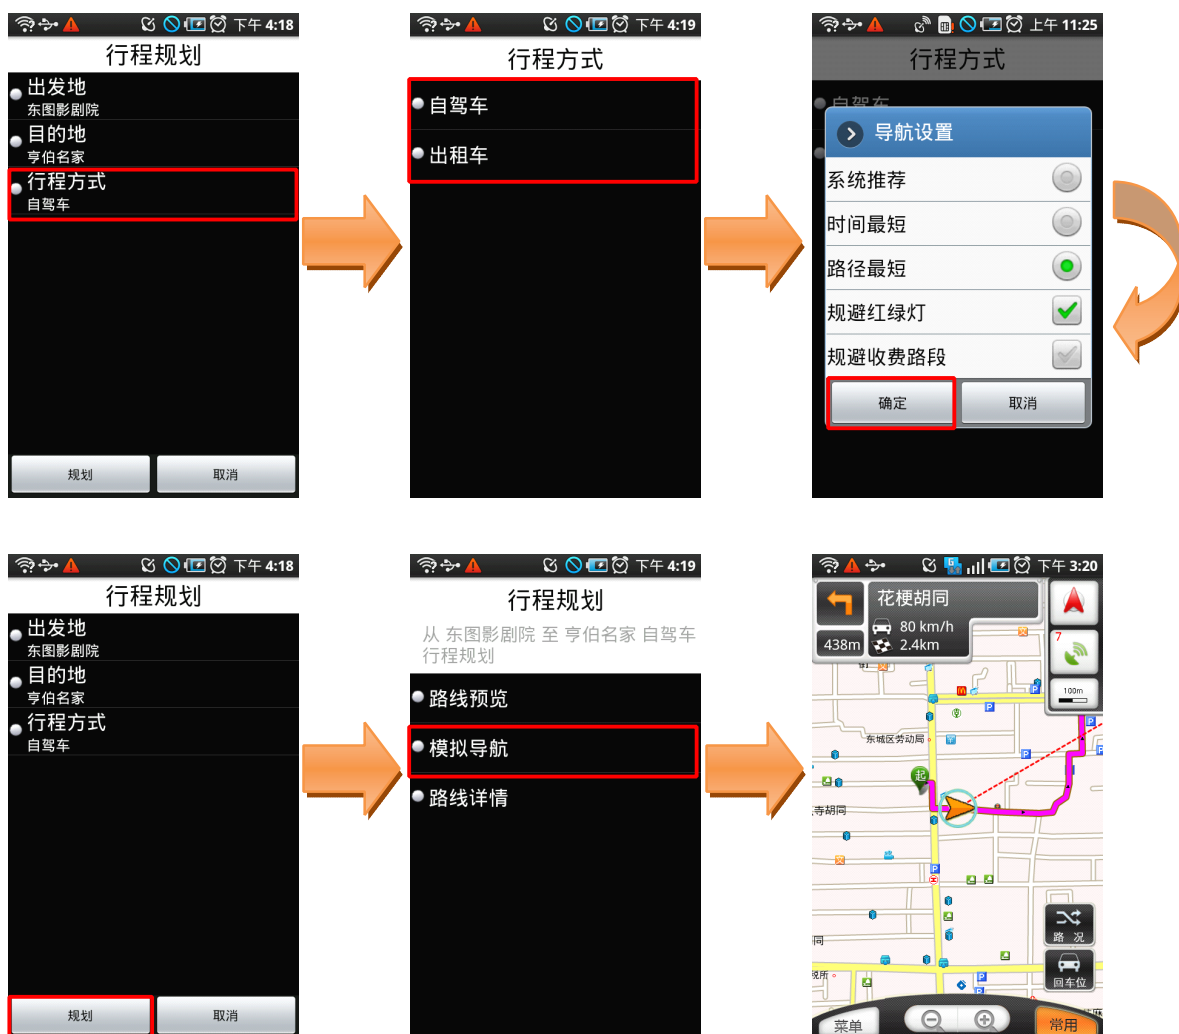 下午 4:18
行程规划
出发地
东图影剧院
目的地
亨伯名家
行程方式
自驾车
规划
取消
下午 4:19
行程方式
自驾车
出租车
上午 11:25
行程方式
自驾车
导航设置
系统推荐
时间最短
路径最短
规避红绿灯
规避收费路段
确定
取消
下午 4:18
行程规划
出发地
东图影剧院
目的地
亨伯名家
行程方式
自驾车
规划
取消
下午 4:19
行程规划
从 东图影剧院 至 亨伯名家 自驾车
行程规划
路线预览
模拟导航
路线详情
下午 3:20
花梗胡同
80 km/h
438m
2.4km
7
100m
东城区劳动局
起
寺胡同
同
税所
路 况
回车位
菜单
常用